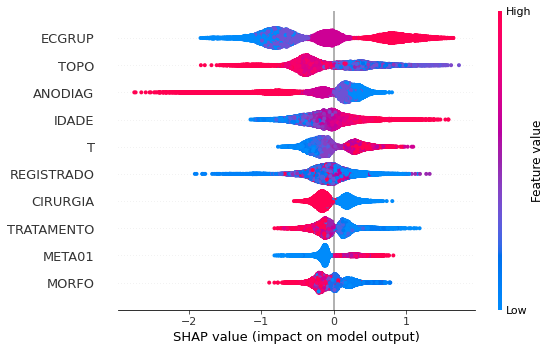 High
ECGRUP
TOPO
ANODIAG
IDADE
T
REGISTRADO
CIRURGIA
TRATAMENTO
META01
MORFO
Feature value
Low
−2
−1
0
1
SHAP value (impact on model output)